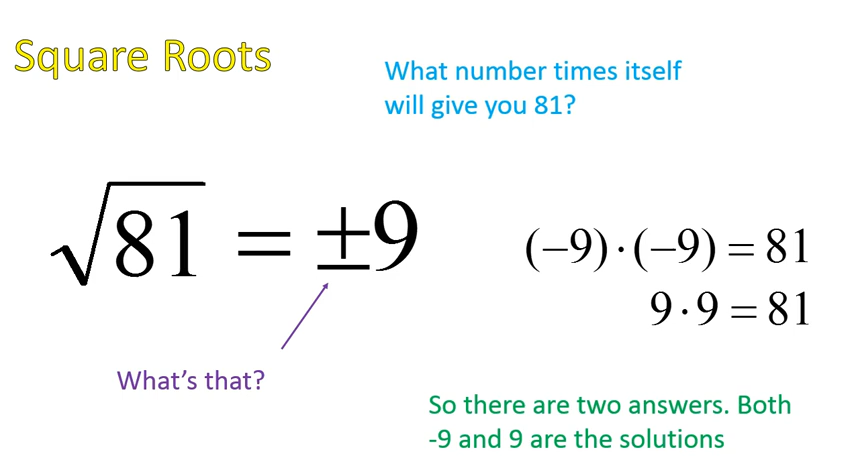 Square Roots
What number times itself
will give you 81?
√81 = ±9
(−9)·(−9) = 81
9·9 = 81
What's that?
So there are two answers. Both
-9 and 9 are the solutions